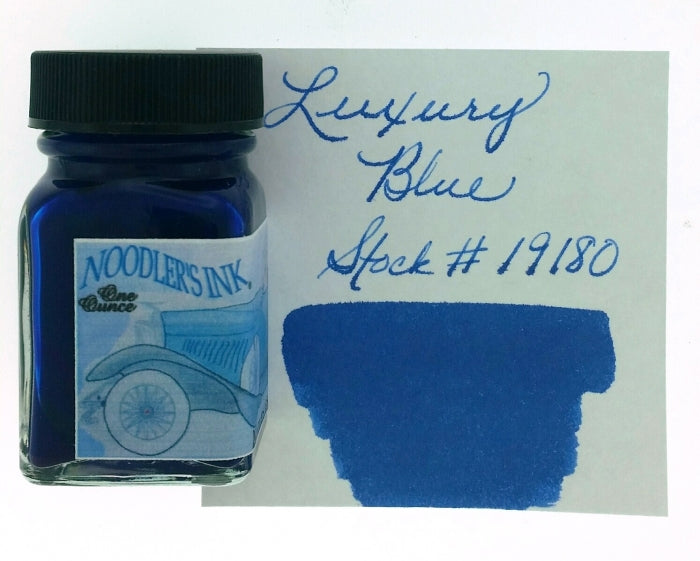 NOODLER'S INK.
One
Ounce
Luxury
Blue
Stock # 19180